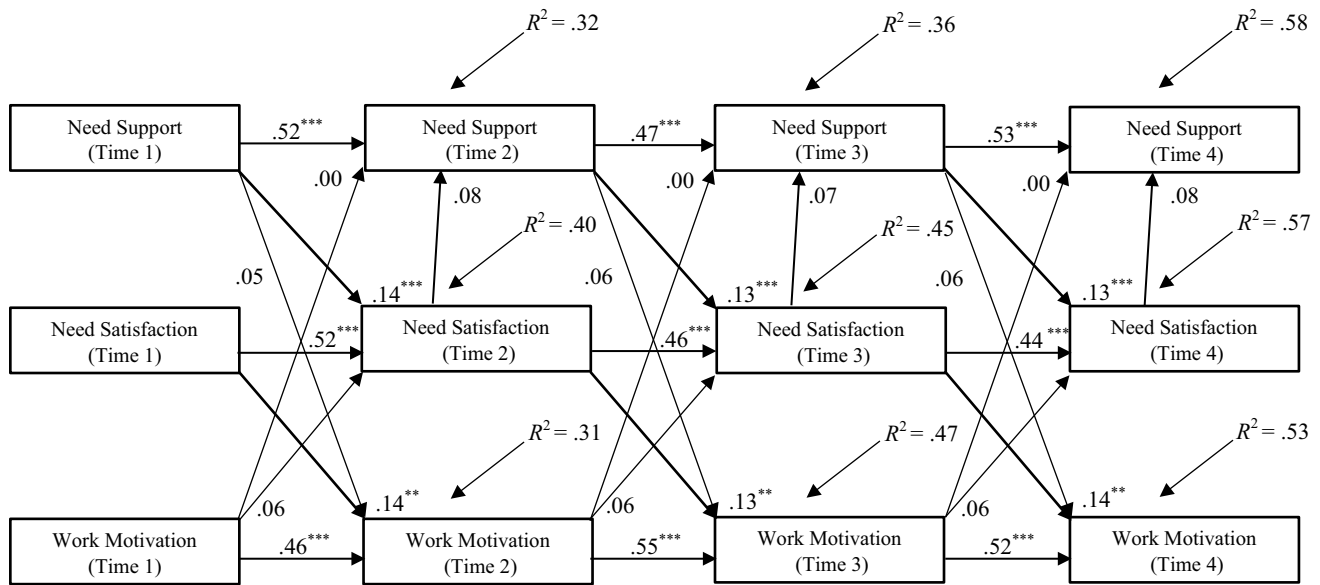 R² = .32
R² = .36
R² = .58
Need Support
(Time 1)
.52***
Need Support
(Time 2)
.47***
Need Support
(Time 3)
.53***
Need Support
(Time 4)
.00
.08
.00
.07
.00
.08
R² = .40
R² = .45
R² = .57
.05
.06
.06
.14***
.13***
.13***
Need Satisfaction
(Time 1)
.52***
Need Satisfaction
(Time 2)
.46***
Need Satisfaction
(Time 3)
.44***
Need Satisfaction
(Time 4)
R² = .31
R² = .47
R² = .53
.06
.14**
.06
.13**
.06
.14**
Work Motivation
(Time 1)
.46***
Work Motivation
(Time 2)
.55***
Work Motivation
(Time 3)
.52***
Work Motivation
(Time 4)